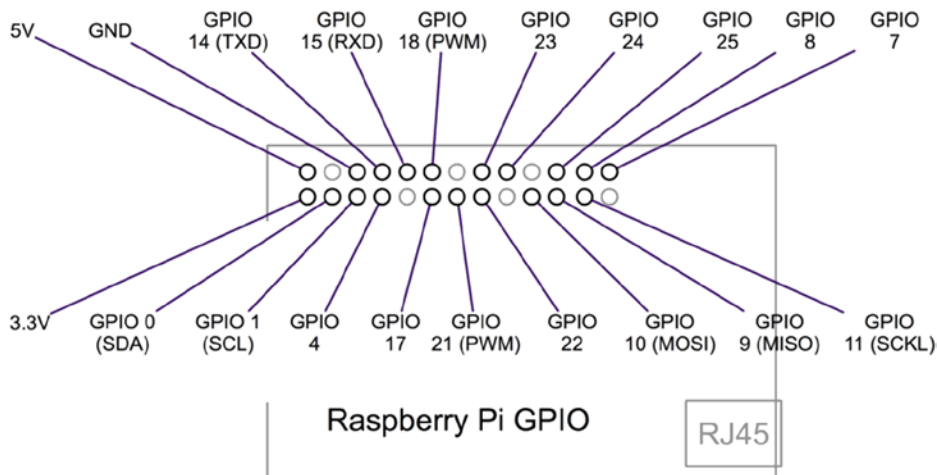 5V
GND
GPIO
14 (TXD)
GPIO
15 (RXD)
GPIO
18 (PWM)
GPIO
23
GPIO
24
GPIO
25
GPIO
8
GPIO
7
3.3V
GPIO 0
(SDA)
GPIO 1
(SCL)
GPIO
4
GPIO
17
GPIO
21 (PWM)
GPIO
22
GPIO
10 (MOSI)
GPIO
9 (MISO)
GPIO
11 (SCKL)
Raspberry Pi GPIO
RJ45